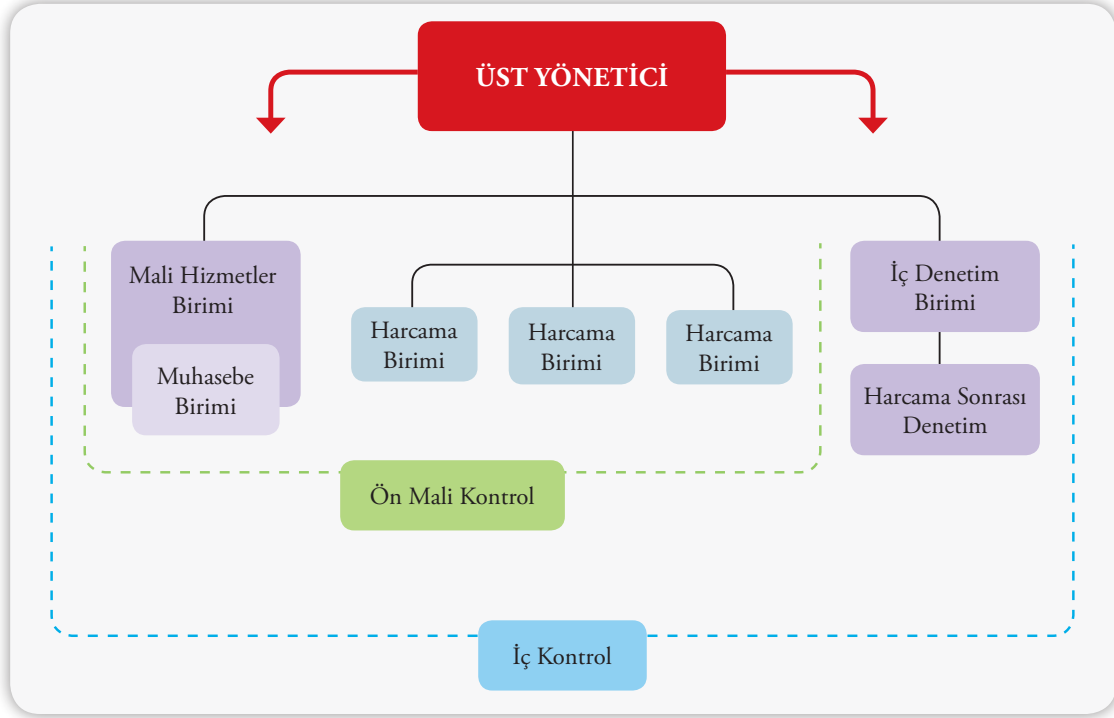 ÜST YÖNETİCİ
Mali Hizmetler
Birimi
Muhasebe
Birimi
Harcama
Birimi
Harcama
Birimi
Harcama
Birimi
İç Denetim
Birimi
Harcama Sonrası
Denetim
Ön Mali Kontrol
İç Kontrol